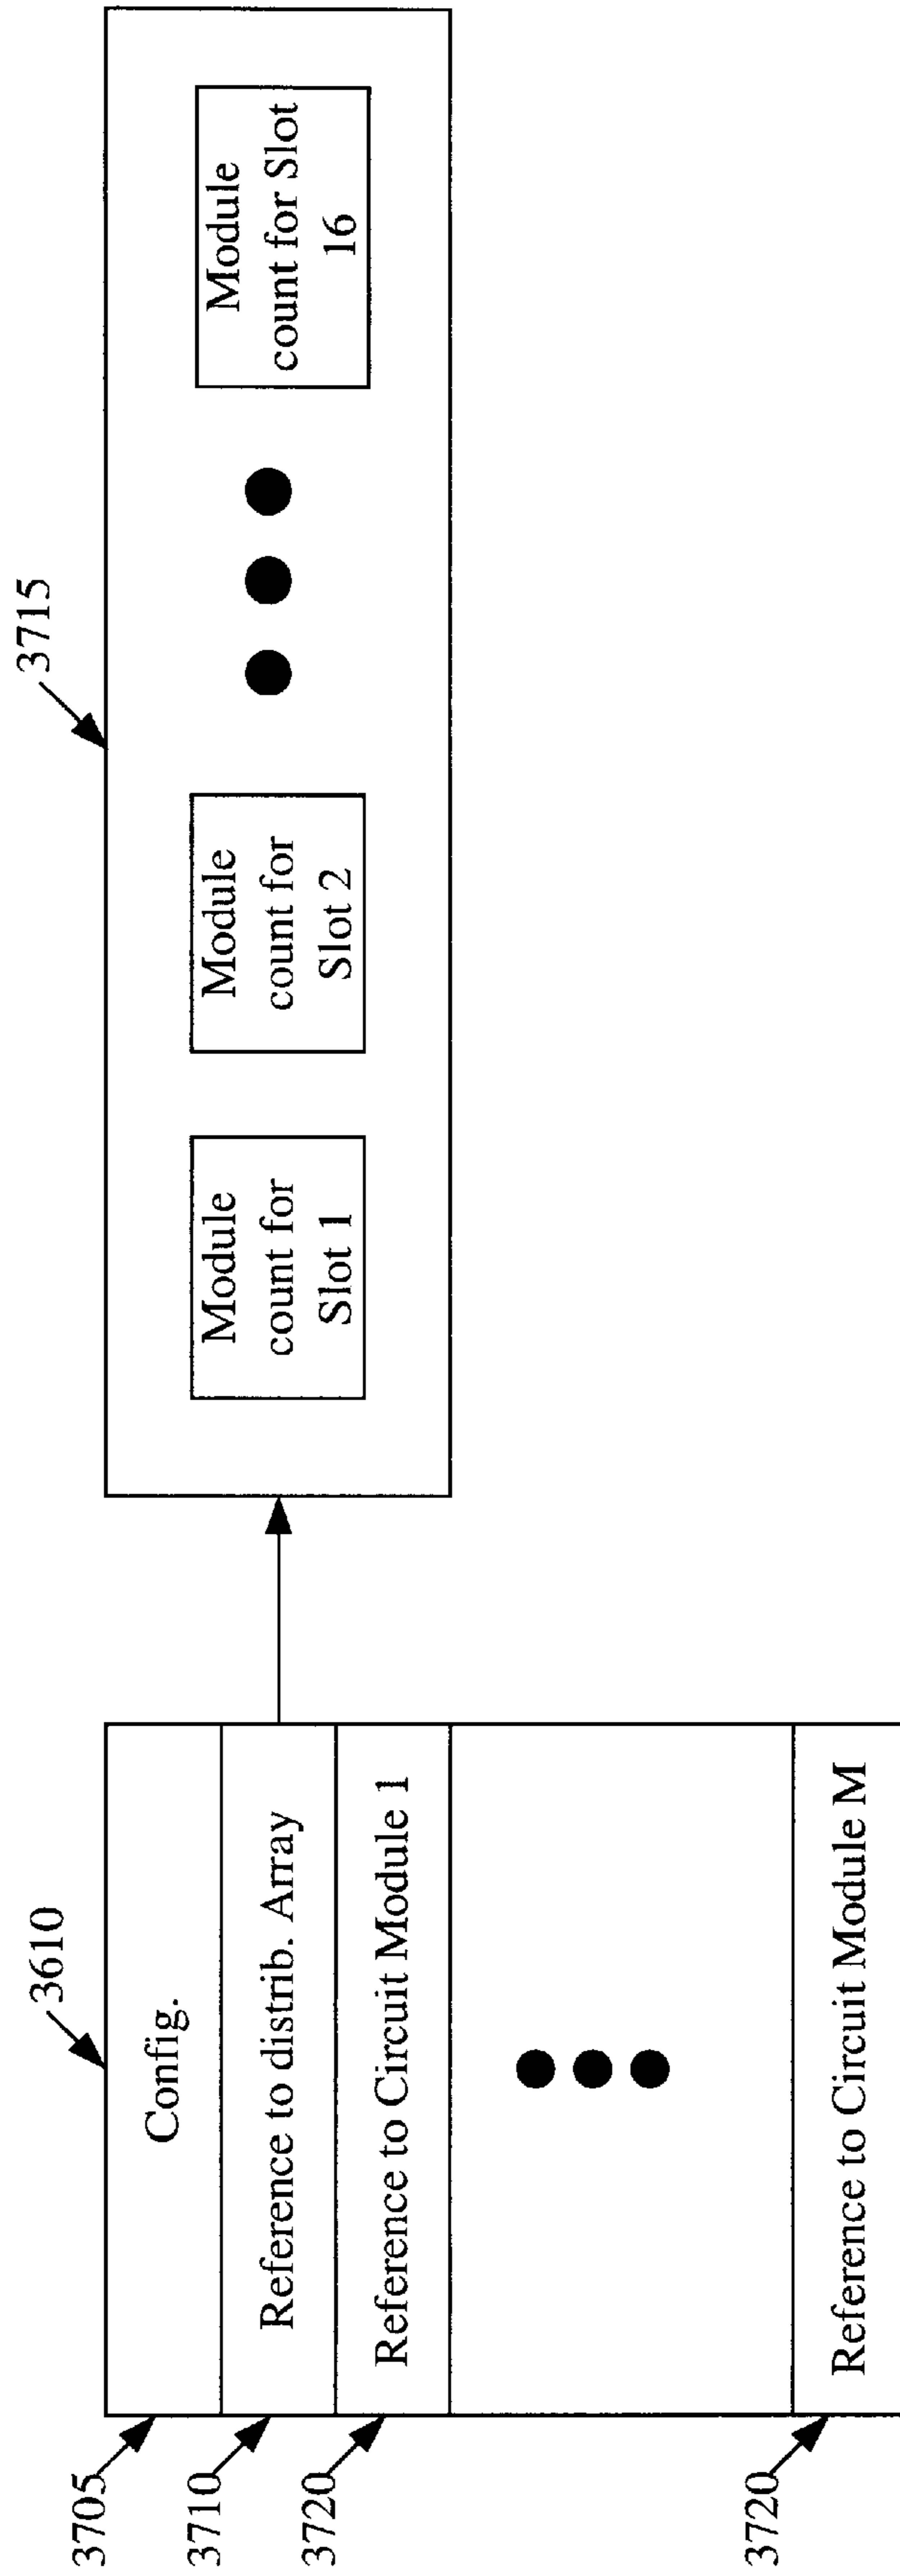 3610
3705
Config.
3710
Reference to distrib. Array
3720
Reference to Circuit Module 1
3720
Reference to Circuit Module M
3715
Module
count for
Slot 1
Module
count for
Slot 2
Module
count for Slot
16